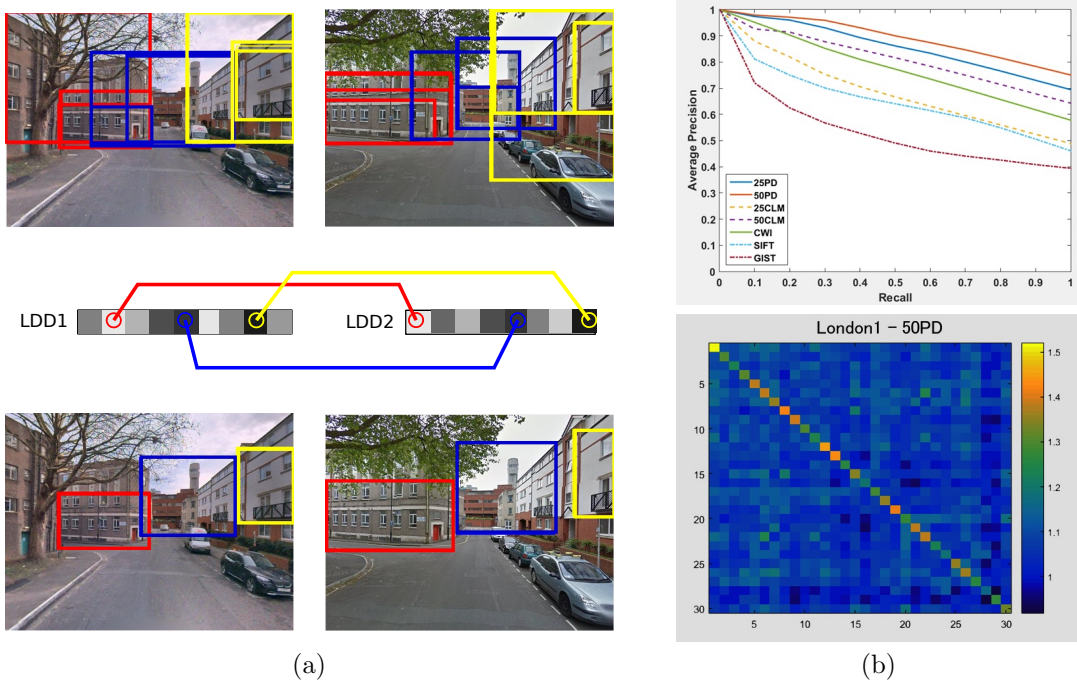 LDD1
LDD2
(a)
Average Precision
1
0.9
0.8
0.7
0.6
0.5
0.4
0.3
0.2
0.1
0
25PD
50PD
25CLM
50CLM
CWI
SIFT
GIST
0 0.1 0.2 0.3 0.4 0.5 0.6 0.7 0.8 0.9 1
Recall
London1 - 50PD
5
10
15
20
25
30
5 10 15 20 25 30
1.5
1.4
1.3
1.2
1.1
1
(b)